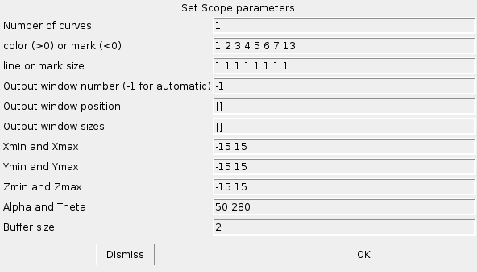 Set Scope parameters
Number of curves 1
color (>0) or mark (<0) 1 2 3 4 5 6 7 13
line or mark size 1 1 1 1 1 1 1 1
Output window number (-1 for automatic) -1
Output window position []
Output window sizes []
Xmin and Xmax -15 15
Ymin and Ymax -15 15
Zmin and Zmax -15 15
Alpha and Theta 50 280
Buffer size 2
Dismiss OK